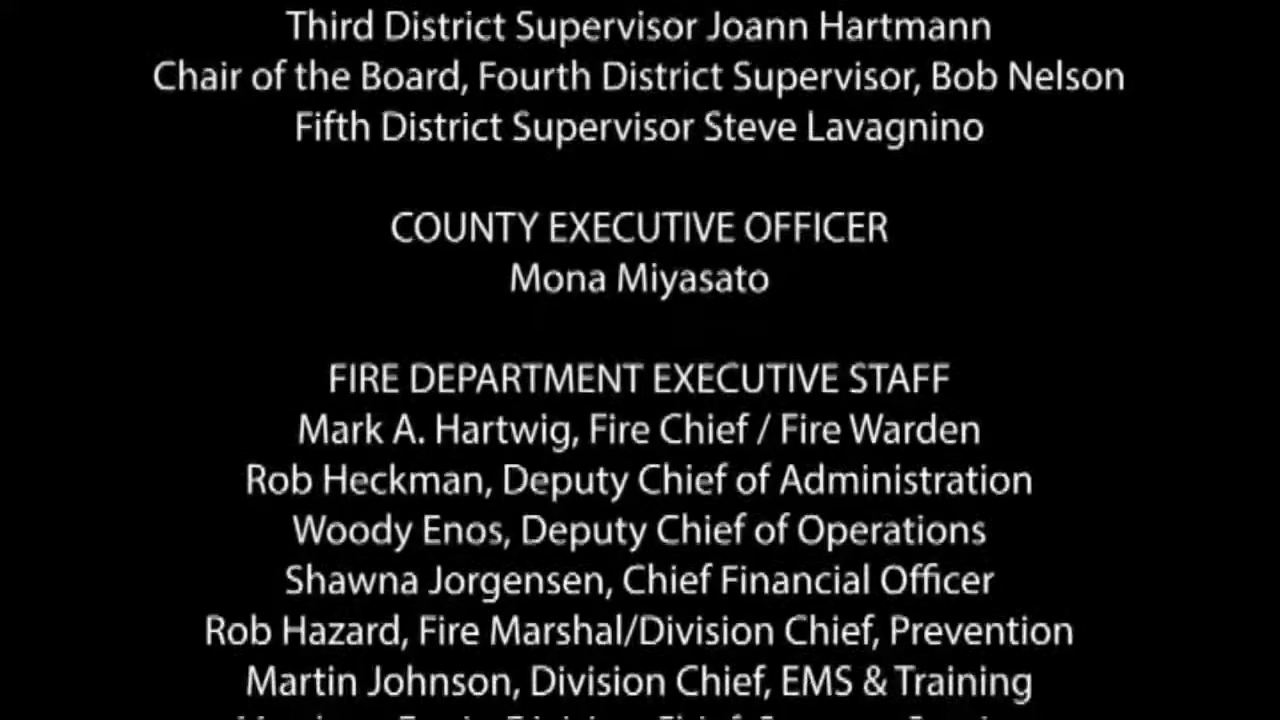 Third District Supervisor Joann Hartmann
Chair of the Board, Fourth District Supervisor, Bob Nelson
Fifth District Supervisor Steve Lavagnino
COUNTY EXECUTIVE OFFICER
Mona Miyasato
FIRE DEPARTMENT EXECUTIVE STAFF
Mark A. Hartwig, Fire Chief / Fire Warden
Rob Heckman, Deputy Chief of Administration
Woody Enos, Deputy Chief of Operations
Shawna Jorgensen, Chief Financial Officer
Rob Hazard, Fire Marshal/Division Chief, Prevention
Martin Johnson, Division Chief, EMS & Training